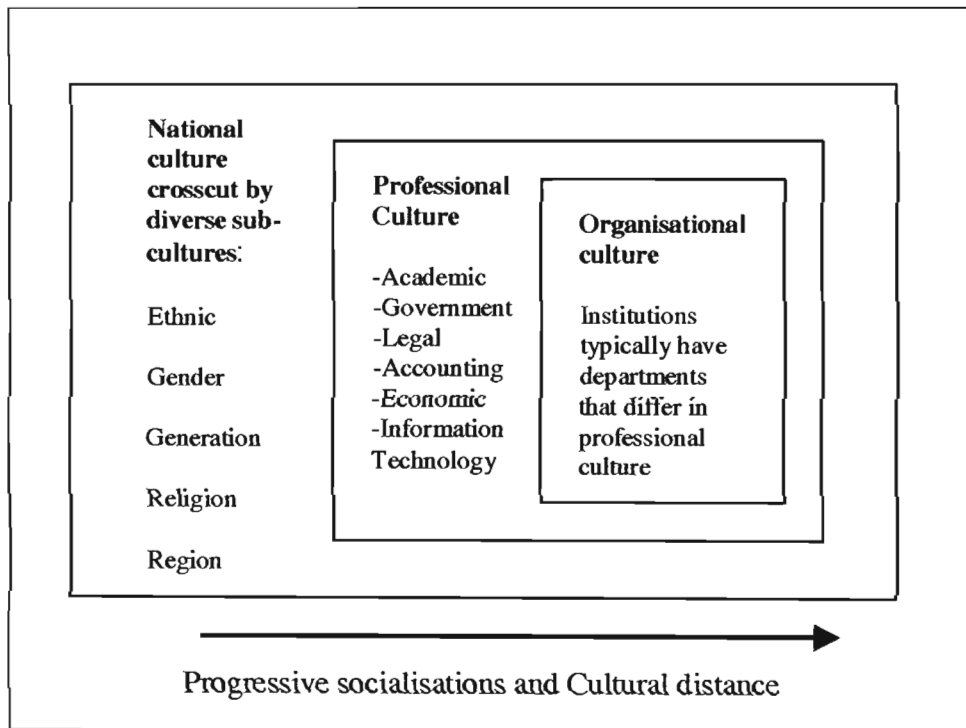 National
culture
crosscut by
diverse sub-
cultures:
Ethnic
Gender
Generation
Religion
Region
Professional
Culture
-Academic
-Government
-Legal
-Accounting
-Economic
-Information
Technology
Organisational
culture
Institutions
typically have
departments
that differ in
professional
culture
Progressive socialisations and Cultural distance